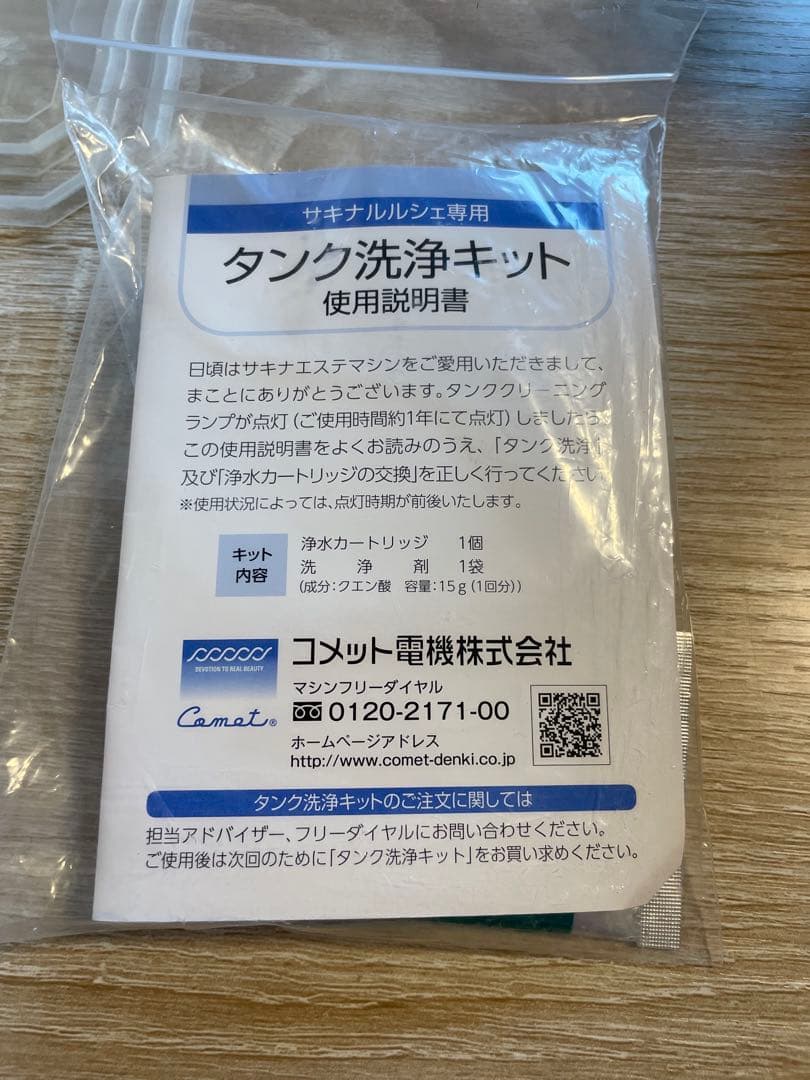 サキナルルシェ専用
タンク洗浄キット
使用説明書
日頃はサキナエステマシンをご愛用いただきまして、
まことにありがとうございます。タンククリーニング
ランプが点灯(ご使用時間約1年にて点灯)しましたら、
この使用説明書をよくお読みのうえ、「タンク洗浄」
及び「浄水カートリッジの交換」を正しく行ってください。
※使用状況によっては、点灯時期が前後いたします。
キット
内容
浄水カートリッジ 1個
洗浄剤 1袋
(成分:クエン酸 容量:15g(1回分))
DEVOTION TO REAL BEAUTY
Comet®
コメット電機株式会社
マシンフリーダイヤル
0120-2171-00
ホームページアドレス
http://www.comet-denki.co.jp
タンク洗浄キットのご注文に関しては
担当アドバイザー、フリーダイヤルにお問い合わせください。
ご使用後は次回のために「タンク洗浄キット」をお買い求めください。